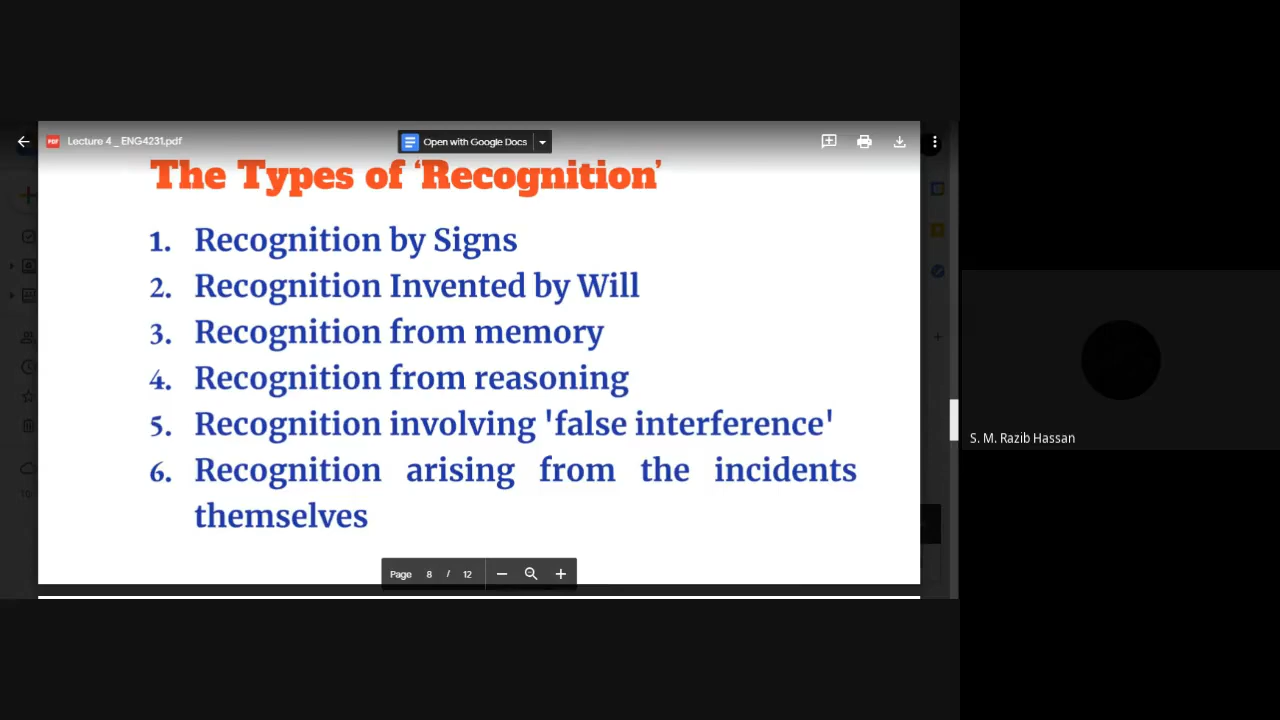 Lecture 4 _ ENG4231.pdf
Open with Google Docs
The Types of ‘Recognition’
1. Recognition by Signs
2. Recognition Invented by Will
3. Recognition from memory
4. Recognition from reasoning
5. Recognition involving 'false interference'
6. Recognition arising from the incidents
themselves
Page 8 / 12
S. M. Razib Hassan